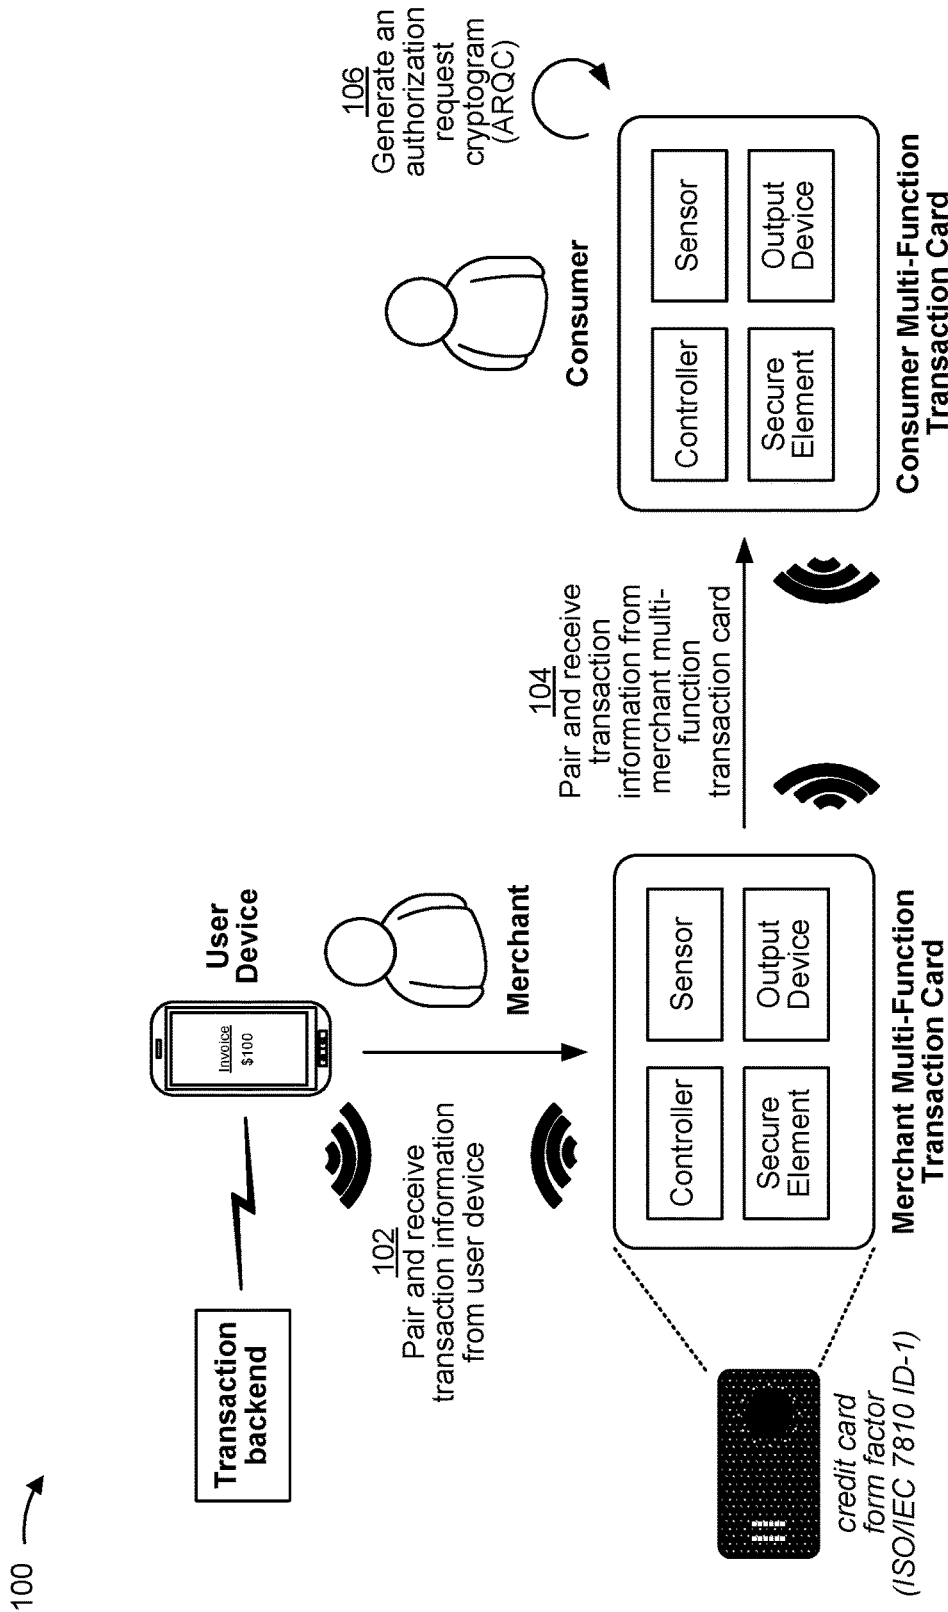 100
Transaction
backend
User
Device
Invoice
$100
102
Pair and receive
transaction information
from user device
Merchant
credit card
form factor
(ISO/IEC 7810 ID-1)
Controller
Sensor
Secure
Element
Output
Device
Merchant Multi-Function
Transaction Card
104
Pair and receive
transaction
information from
merchant multi-
function
transaction card
Consumer
106
Generate an
authorization
request
cryptogram
(ARQC)
Controller
Sensor
Secure
Element
Output
Device
Consumer Multi-Function
Transaction Card